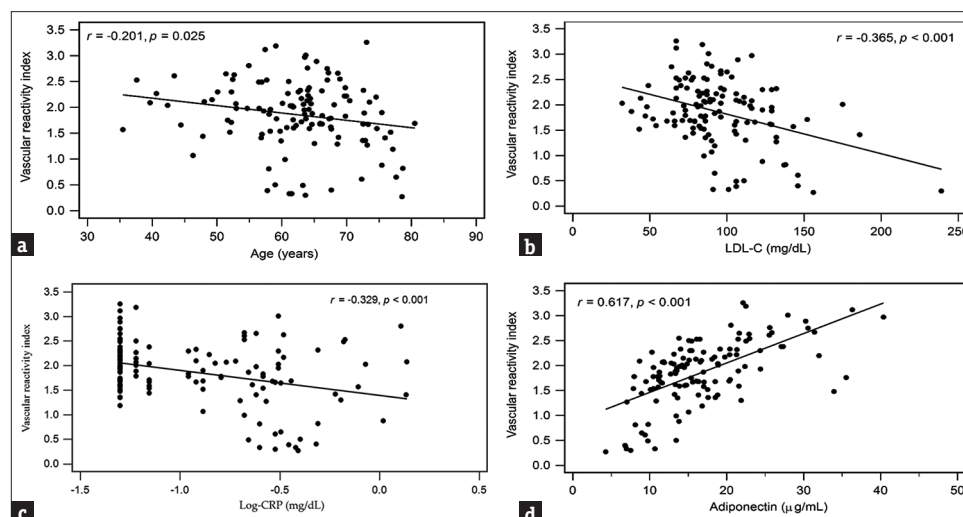 r = -0.201, p = 0.025
Vascular reactivity index
3.5
3.0
2.5
2.0
1.5
1.0
0.5
0.0
30 40 50 60 70 80 90
Age (years)
a
r = -0.365, p < 0.001
Vascular reactivity index
3.5
3.0
2.5
2.0
1.5
1.0
0.5
0.0
0 50 100 150 200 250
LDL-C (mg/dL)
b
r = -0.329, p < 0.001
Vascular reactivity index
3.5
3.0
2.5
2.0
1.5
1.0
0.5
0.0
-1.5 -1.0 -0.5 0.0 0.5
Log-CRP (mg/dL)
c
r = 0.617, p < 0.001
Vascular reactivity index
3.5
3.0
2.5
2.0
1.5
1.0
0.5
0.0
0 10 20 30 40 50
Adiponectin (μg/mL)
d